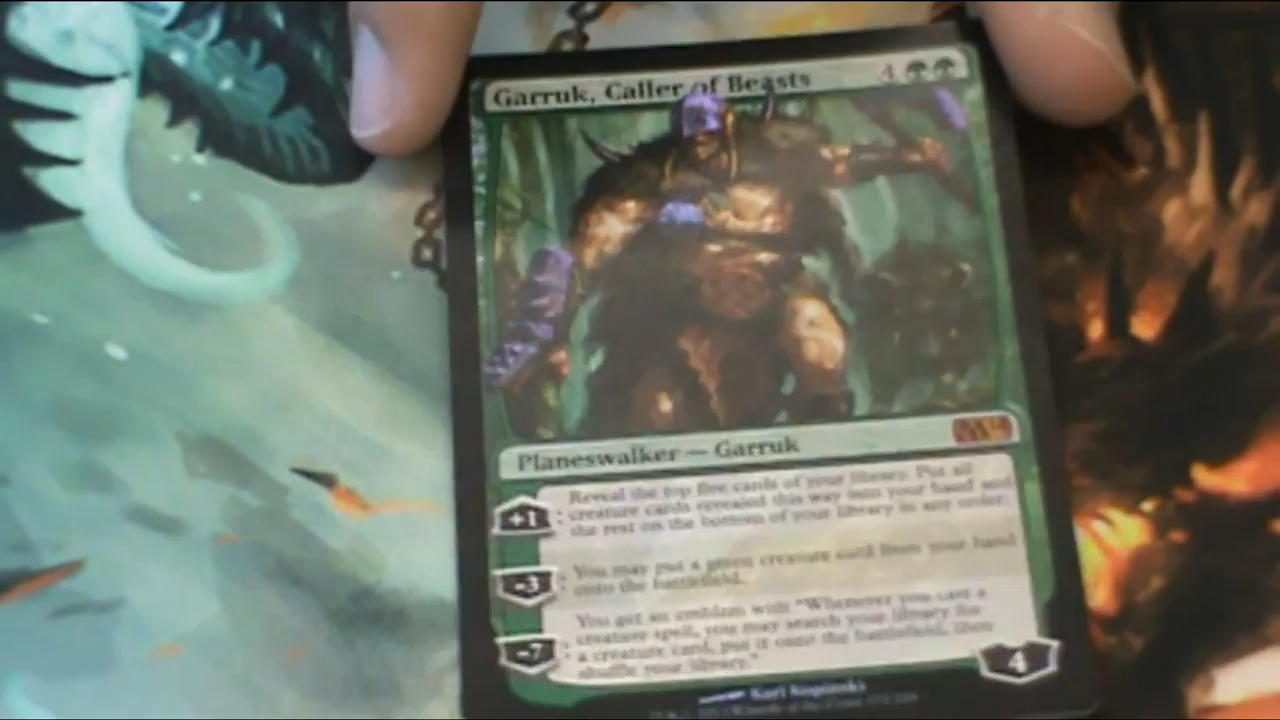 Garruk, Caller of Beasts 4
Planeswalker — Garruk
M14
+1: Reveal the top five cards of your library. Put all
creature cards revealed this way into your hand and
the rest on the bottom of your library in any order.
-3: You may put a green creature card from your hand
onto the battlefield.
You get an emblem with "Whenever you cast a
creature spell, you may search your library for
-7: a creature card, put it onto the battlefield, then
shuffle your library."
4
Karl Kopinski